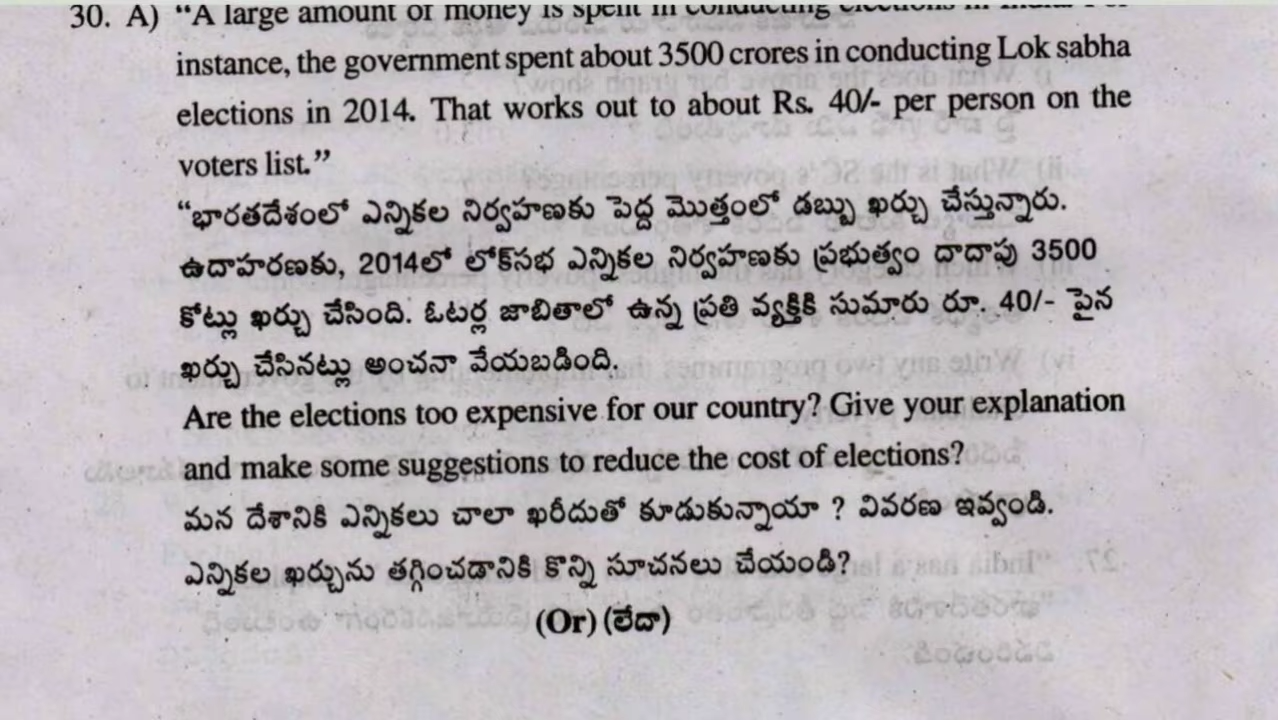 30. A) "A large amount of money is spent in conducting elections in India. For
instance, the government spent about 3500 crores in conducting Lok sabha
elections in 2014. That works out to about Rs. 40/- per person on the
voters list."
"భారతదేశంలో ఎన్నికల నిర్వహణకు పెద్ద మొత్తంలో డబ్బు ఖర్చు చేస్తున్నారు.
ఉదాహరణకు, 2014లో లోక్‌సభ ఎన్నికల నిర్వహణకు ప్రభుత్వం దాదాపు 3500
కోట్లు ఖర్చు చేసింది. ఓటర్ల జాబితాలో ఉన్న ప్రతి వ్యక్తికి సుమారు రూ. 40/- పైన
ఖర్చు చేసినట్లు అంచనా వేయబడింది.
Are the elections too expensive for our country? Give your explanation
and make some suggestions to reduce the cost of elections?
మన దేశానికి ఎన్నికలు చాలా ఖరీదుతో కూడుకున్నాయా ? వివరణ ఇవ్వండి.
ఎన్నికల ఖర్చును తగ్గించడానికి కొన్ని సూచనలు చేయండి?
(Or) (లేదా)